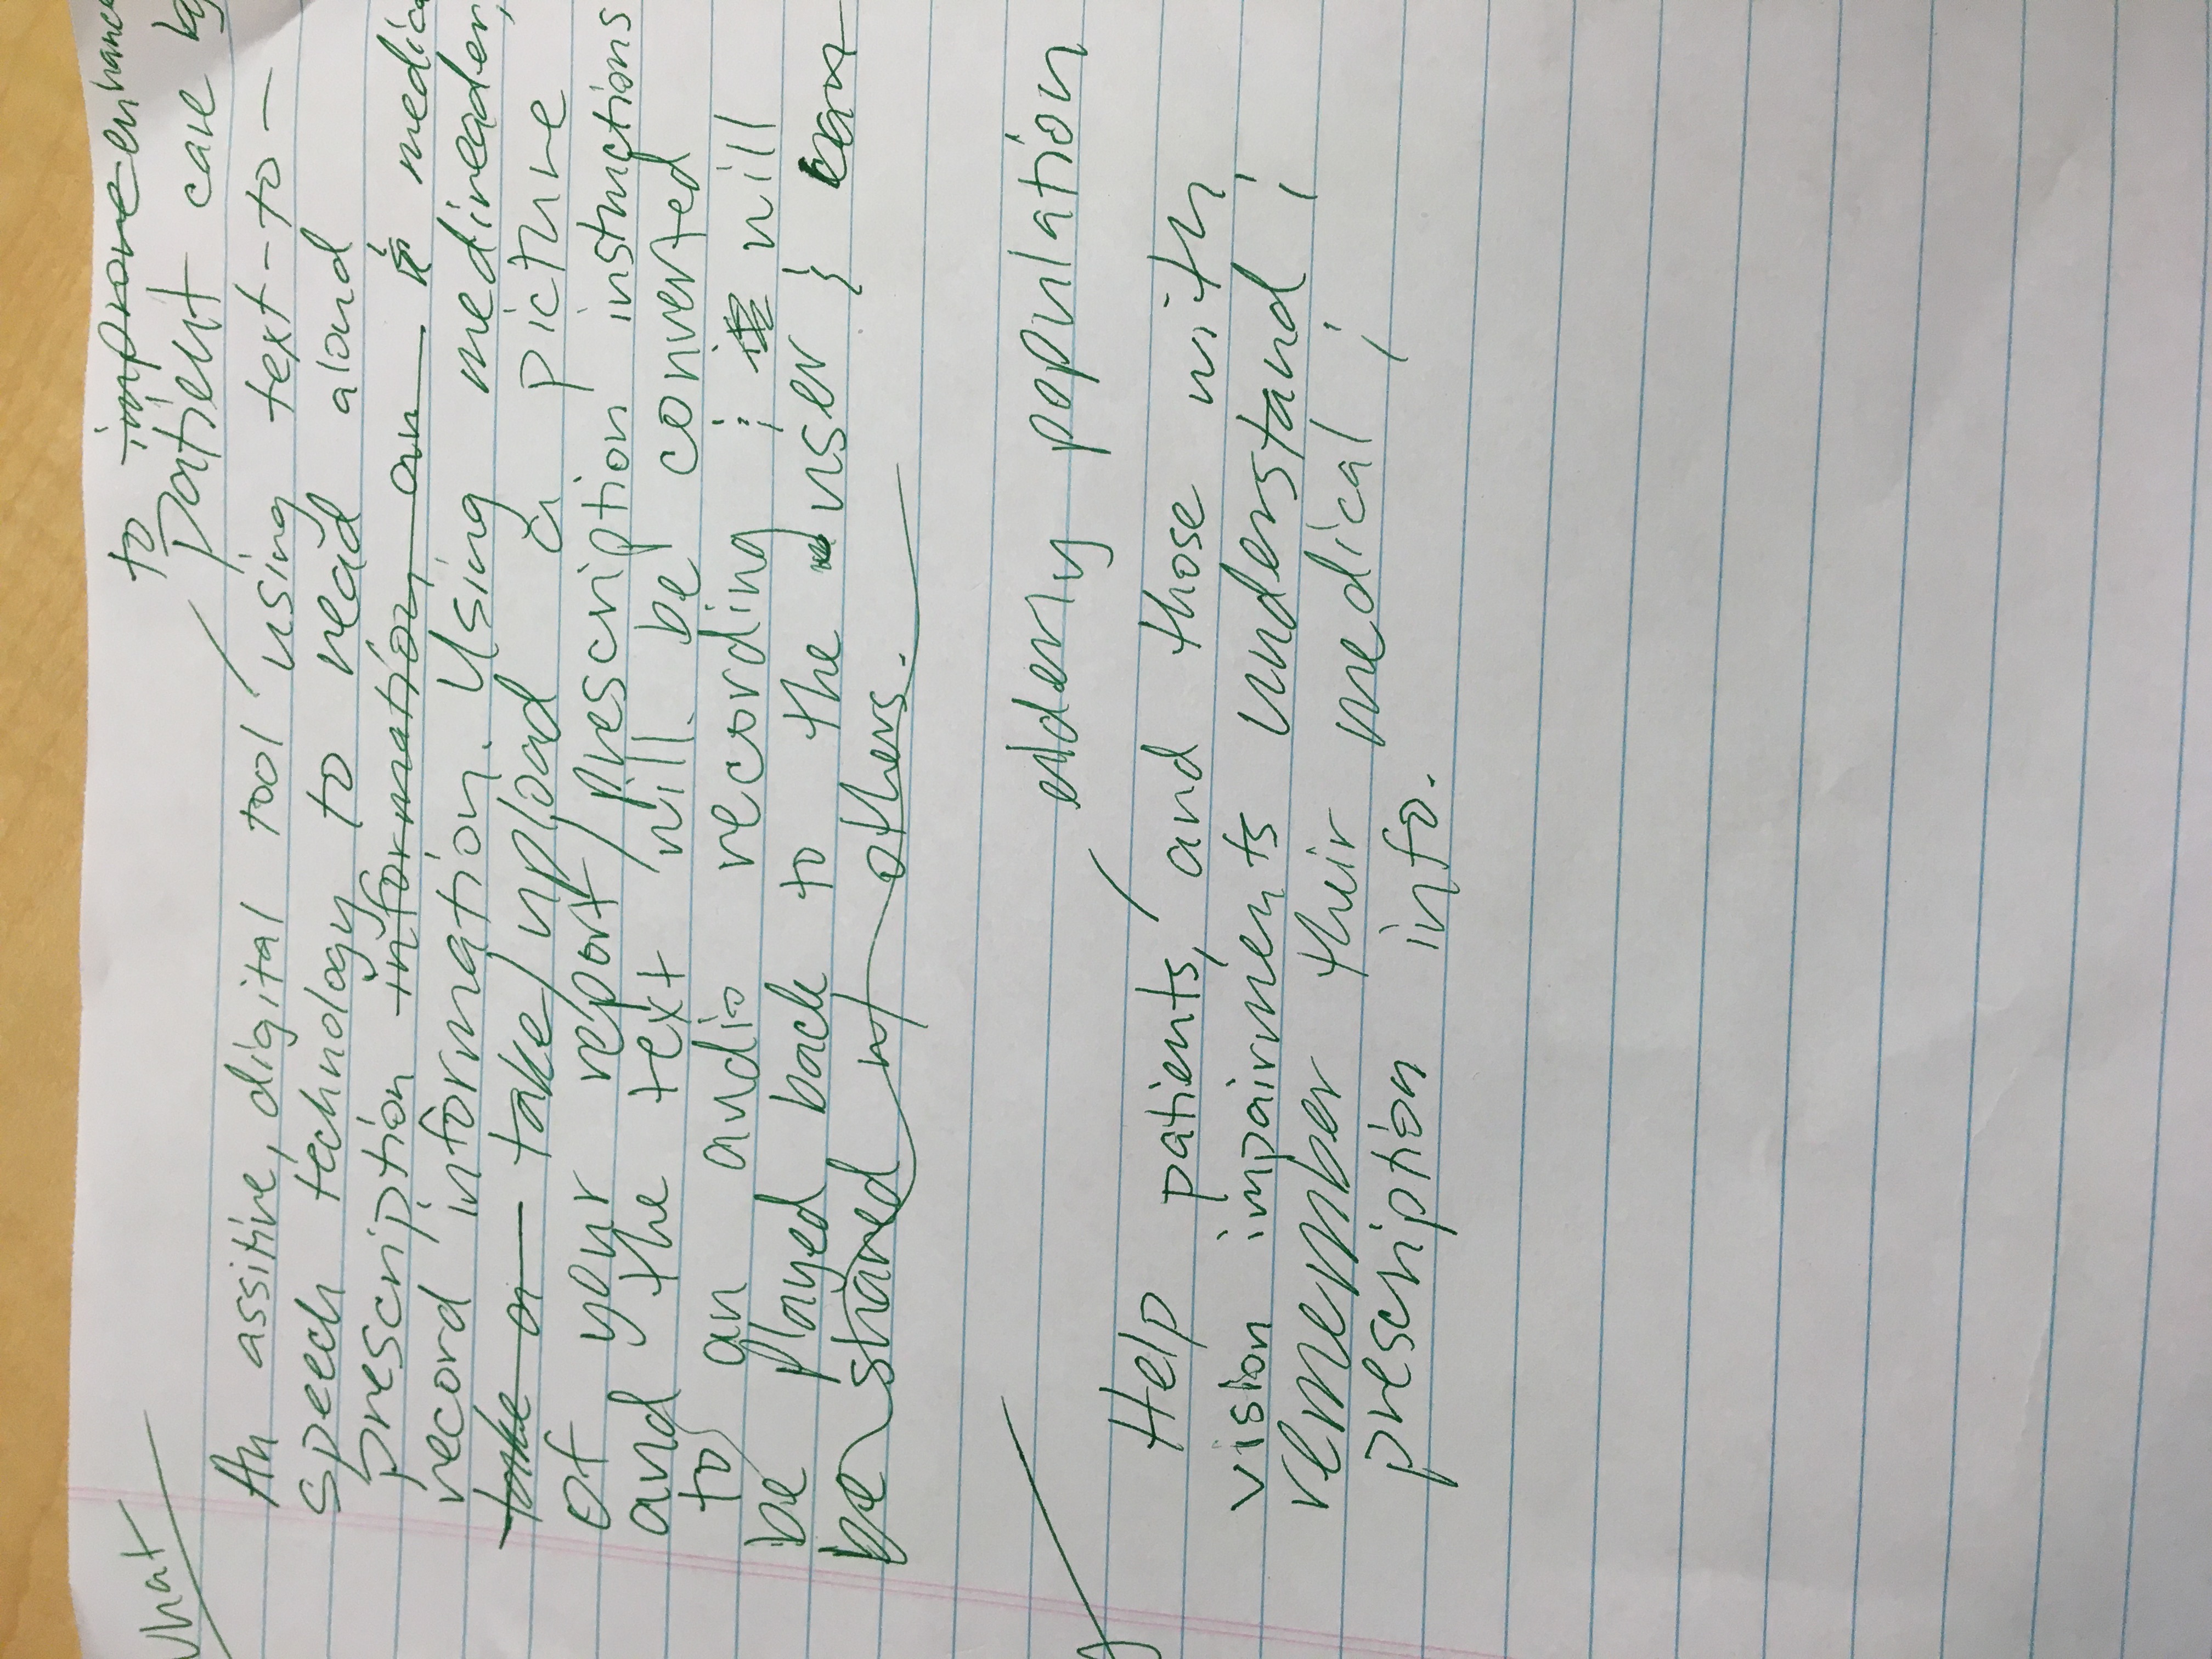 What
to improve enhance
patient care by
An assitive, digital tool using text-to-
speech technology to read aloud
prescription information, an & medica
record information. Using medireader,
take a take/upload a picture
of your report/prescription instructions
and the text will be converted
to an audio recording & will
be played back to the user & can
be shared w/ others.
elderly population
Help patients, and those with
vision impairments understand &
remember their medical &
prescription info.